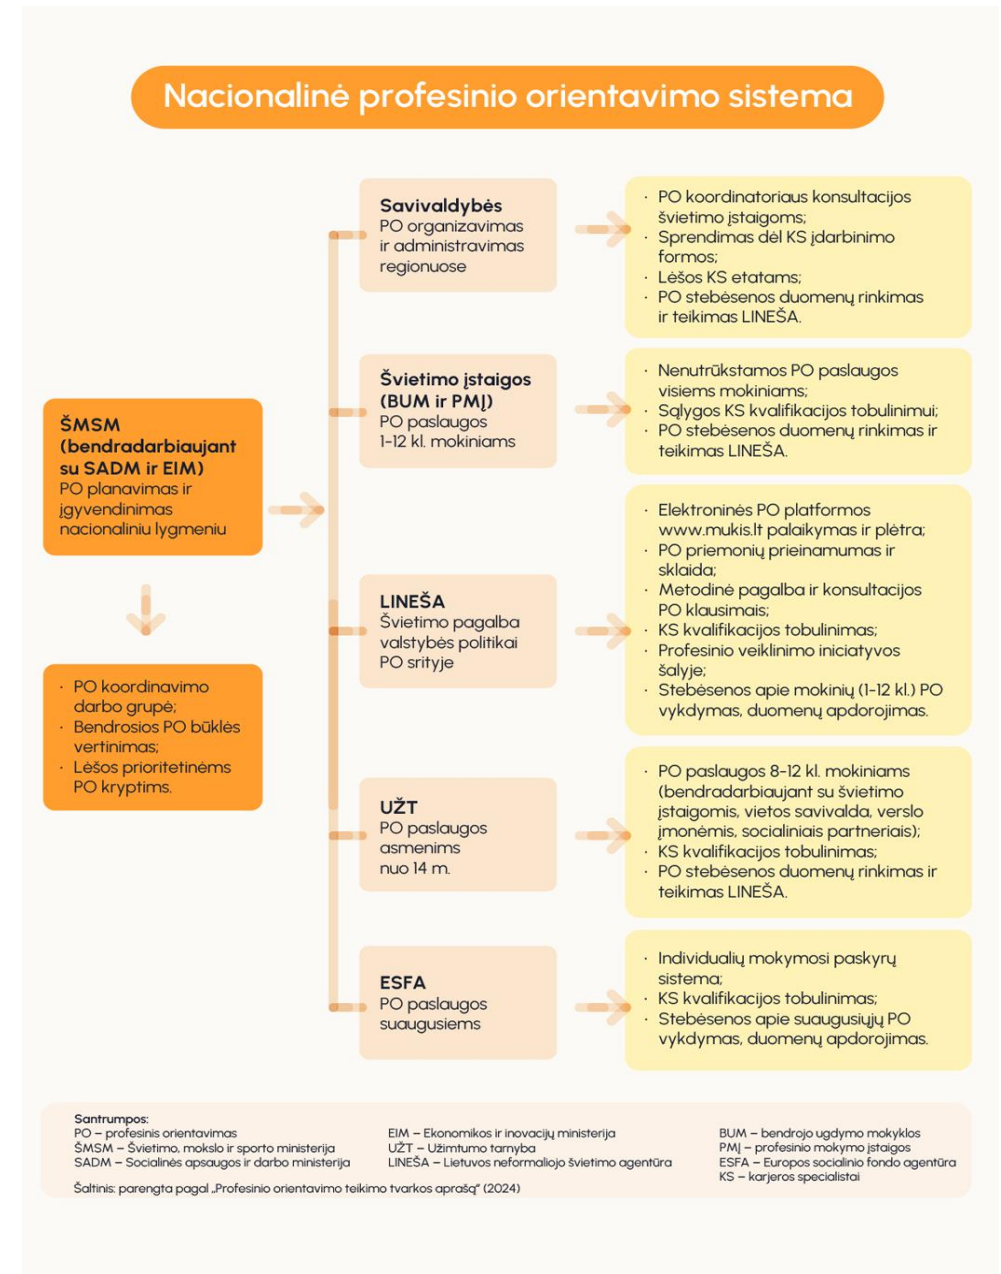 Nacionalinė profesinio orientavimo sistema
ŠMSM
(bendradarbiaujant
su SADM ir EIM)
PO planavimas ir
įgyvendinimas
nacionaliniu lygmeniu
· PO koordinavimo
darbo grupė;
· Bendrosios PO būklės
vertinimas;
· Lėšos prioritetinėms
PO kryptims.
Savivaldybės
PO organizavimas
ir administravimas
regionuose
· PO koordinatoriaus konsultacijos
švietimo įstaigoms;
· Sprendimas dėl KS įdarbinimo
formos;
· Lėšos KS etatams;
· PO stebėsenos duomenų rinkimas
ir teikimas LINEŠA.
Švietimo įstaigos
(BUM ir PMĮ)
PO paslaugos
1-12 kl. mokiniams
· Nenutrūkstamos PO paslaugos
visiems mokiniams;
· Sąlygos KS kvalifikacijos tobulinimui;
· PO stebėsenos duomenų rinkimas ir
teikimas LINEŠA.
LINEŠA
Švietimo pagalba
valstybės politikai
PO srityje
· Elektroninės PO platformos
www.mukis.lt palaikymas ir plėtra;
· PO priemonių prieinamumas ir
sklaida;
· Metodinė pagalba ir konsultacijos
PO klausimais;
· KS kvalifikacijos tobulinimas;
· Profesinio veiklinimo iniciatyvos
šalyje;
· Stebėsenos apie mokinių (1-12 kl.) PO
vykdymas, duomenų apdorojimas.
UŽT
PO paslaugos
asmenims
nuo 14 m.
· PO paslaugos 8-12 kl. mokiniams
(bendradarbiaujant su švietimo
įstaigomis, vietos savivalda, verslo
įmonėmis, socialiniais partneriais);
· KS kvalifikacijos tobulinimas;
· PO stebėsenos duomenų rinkimas ir
teikimas LINEŠA.
ESFA
PO paslaugos
suaugusiems
· Individualių mokymosi paskyrų
sistema;
· KS kvalifikacijos tobulinimas;
· Stebėsenos apie suaugusiųjų PO
vykdymas, duomenų apdorojimas.
Santrumpos:
PO – profesinis orientavimas
ŠMSM – Švietimo, mokslo ir sporto ministerija
SADM – Socialinės apsaugos ir darbo ministerija
EIM – Ekonomikos ir inovacijų ministerija
UŽT – Užimtumo tarnyba
LINEŠA – Lietuvos neformaliojo švietimo agentūra
BUM – bendrojo ugdymo mokyklos
PMĮ – profesinio mokymo įstaigos
ESFA – Europos socialinio fondo agentūra
KS – karjeros specialistai
Šaltinis: parengta pagal „Profesinio orientavimo teikimo tvarkos aprašą“ (2024)